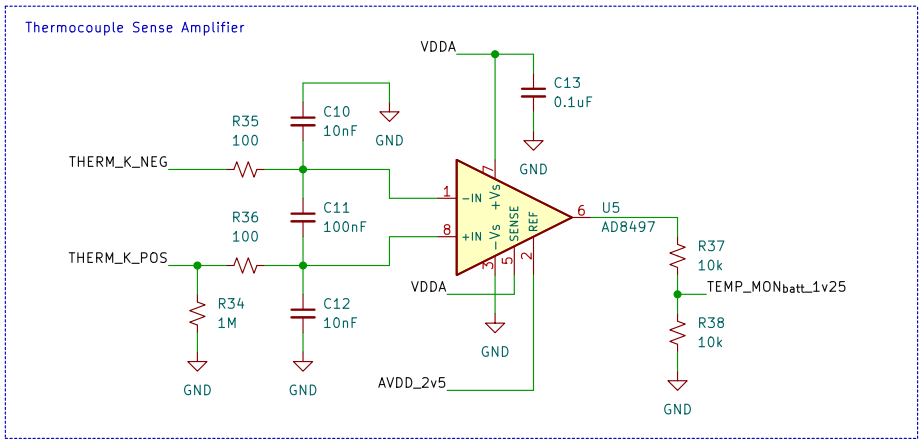 Thermocouple Sense Amplifier
VDDA
C13
0.1uF
GND
C10
10nF
GND
R35
100
THERM_K_NEG
C11
100nF
R36
100
THERM_K_POS
R34
1M
GND
C12
10nF
GND
1
-IN
8
+IN
7
+Vs
-Vs
3
SENSE
5
REF
2
6
U5
AD8497
VDDA
GND
AVDD_2v5
R37
10k
TEMP_MONbatt_1v25
R38
10k
GND